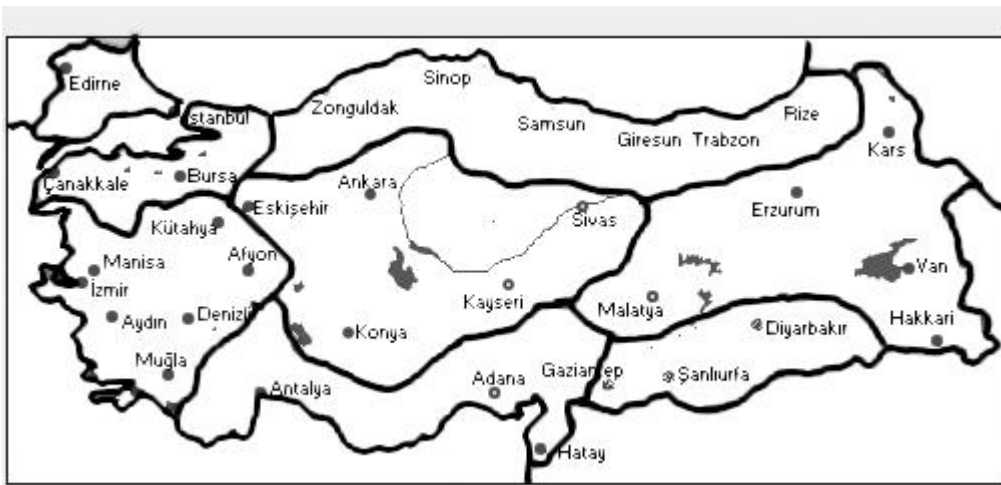 Edirne
İstanbul
Zonguldak
Sinop
Samsun
Giresun Trabzon
Rize
Kars
Çanakkale
Bursa
Ankara
Eskişehir
Sivas
Erzurum
Kütahya
Afyon
Manisa
İzmir
Kayseri
Malatya
Van
Aydın
Denizli
Konya
Diyarbakır
Hakkari
Muğla
Antalya
Adana
Gaziantep
Şanlıurfa
Hatay